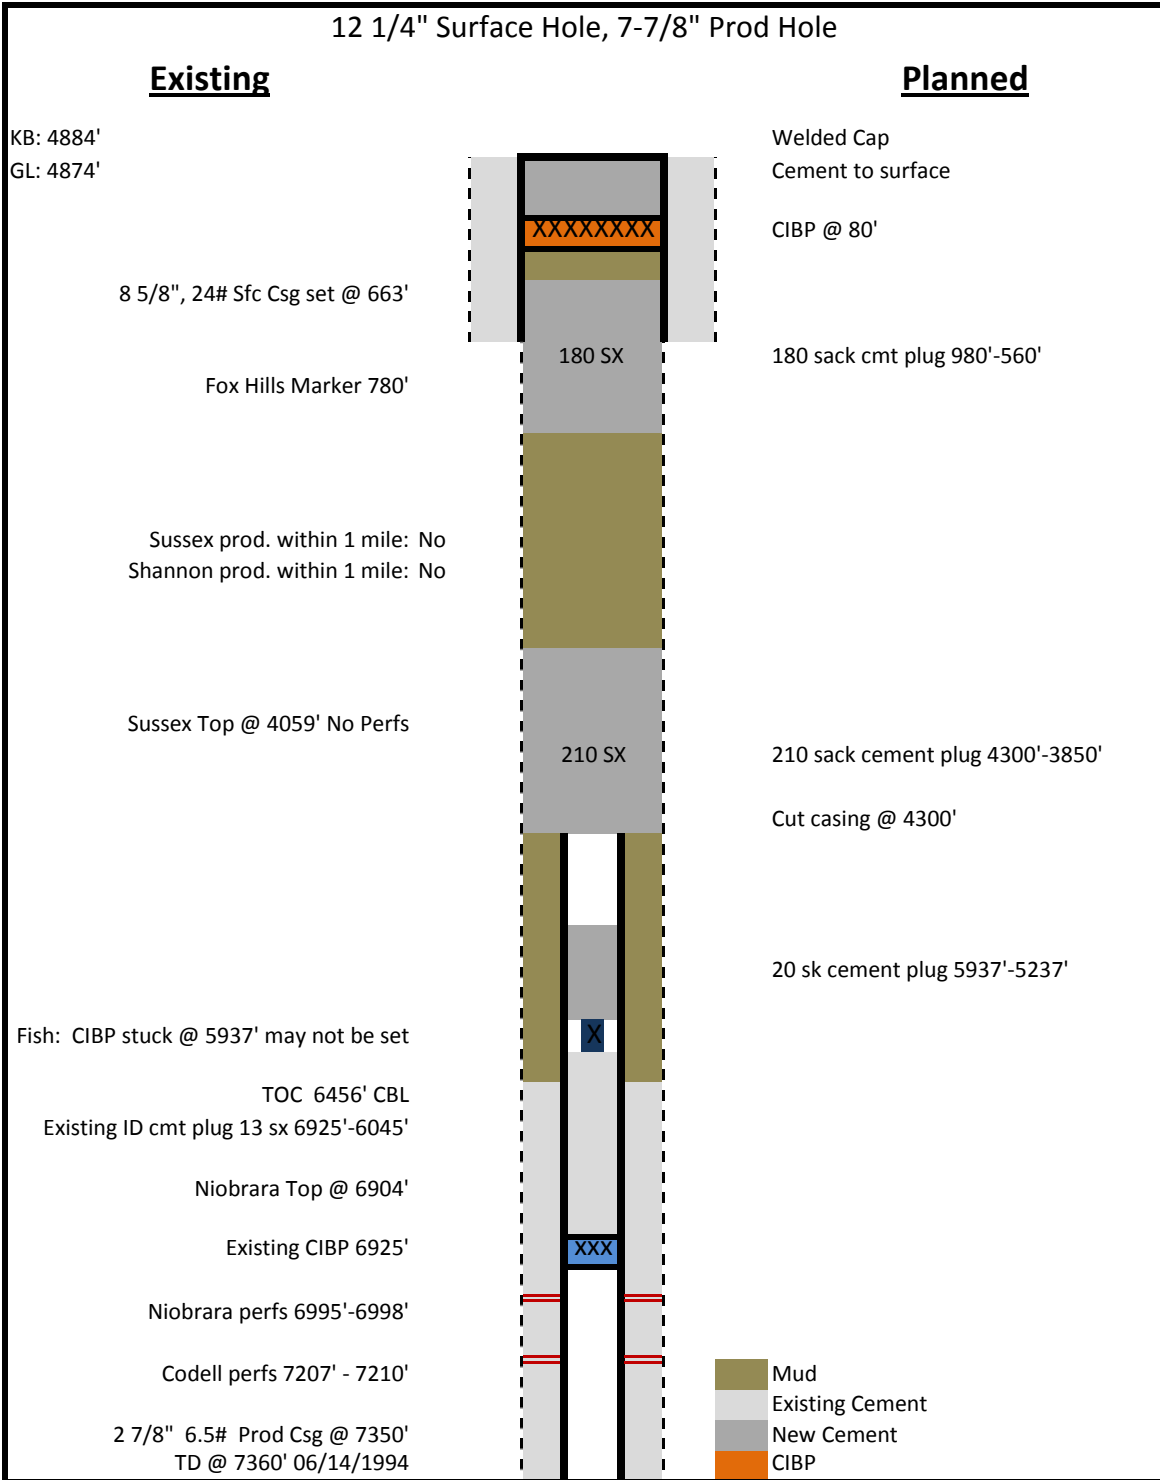 12 1/4" Surface Hole, 7-7/8" Prod Hole
Existing
Planned
KB: 4884'
Welded Cap
GL: 4874'
Cement to surface
XXXXXXXX
CIBP @ 80'
8 5/8", 24# Sfc Csg set @ 663'
180 SX
180 sack cmt plug 980'-560'
Fox Hills Marker 780'
Sussex prod. within 1 mile: No
Shannon prod. within 1 mile: No
Sussex Top @ 4059' No Perfs
210 SX
210 sack cement plug 4300'-3850'
Cut casing @ 4300'
20 sk cement plug 5937'-5237'
Fish: CIBP stuck @ 5937' may not be set
X
TOC 6456' CBL
Existing ID cmt plug 13 sx 6925'-6045'
Niobrara Top @ 6904'
Existing CIBP 6925'
XXX
Niobrara perfs 6995'-6998'
Codell perfs 7207' - 7210'
Mud
Existing Cement
2 7/8" 6.5# Prod Csg @ 7350'
New Cement
TD @ 7360' 06/14/1994
CIBP